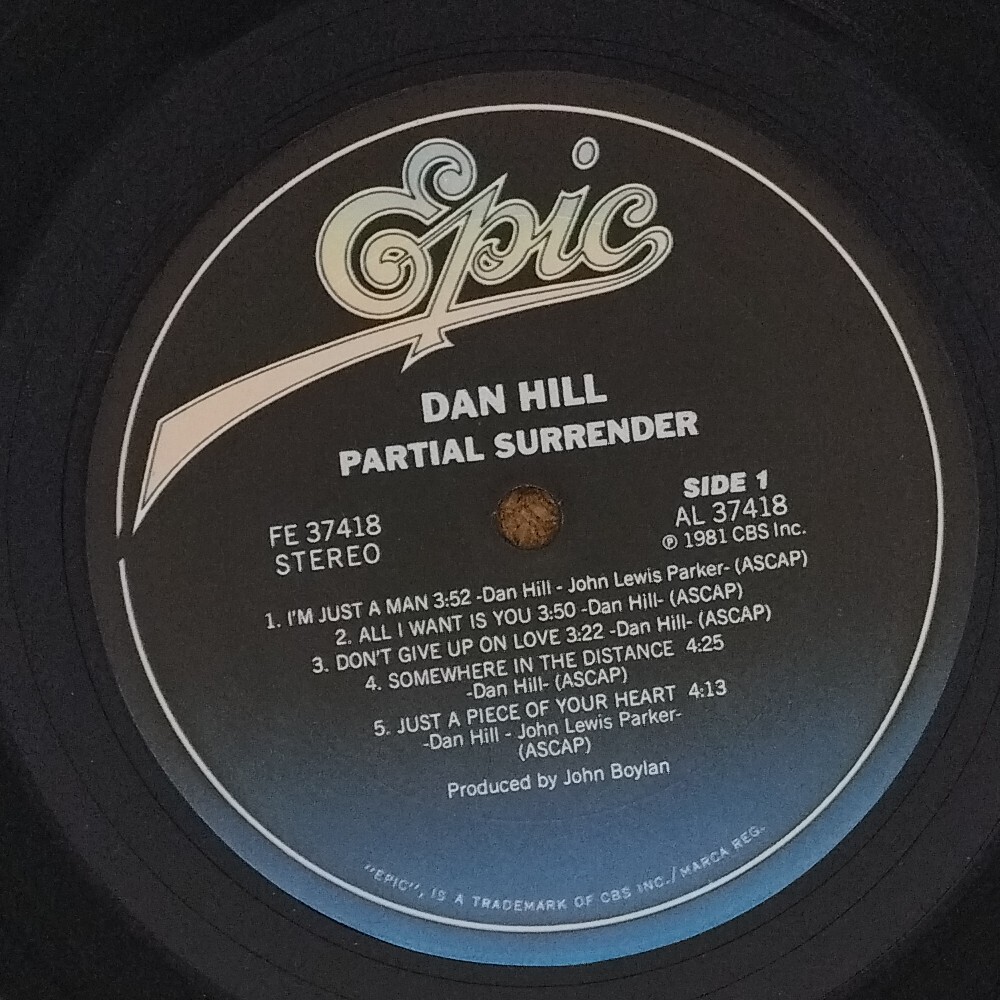 Epic
DAN HILL
PARTIAL SURRENDER
FE 37418
STEREO
SIDE 1
AL 37418
℗ 1981 CBS Inc.
1. I'M JUST A MAN 3:52 -Dan Hill - John Lewis Parker- (ASCAP)
2. ALL I WANT IS YOU 3:50 -Dan Hill- (ASCAP)
3. DON'T GIVE UP ON LOVE 3:22 -Dan Hill- (ASCAP)
4. SOMEWHERE IN THE DISTANCE 4:25
-Dan Hill- (ASCAP)
5. JUST A PIECE OF YOUR HEART 4:13
-Dan Hill - John Lewis Parker-
(ASCAP)
Produced by John Boylan
"EPIC", IS A TRADEMARK OF CBS INC./MARCA REG.